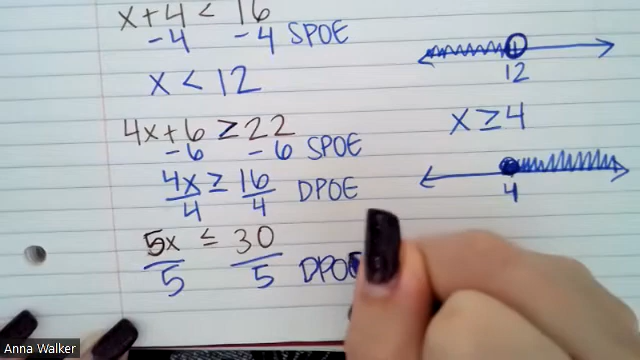 x + 4 < 16
-4 -4 SPOE
x < 12
12
4x + 6 ≥ 22
-6 -6 SPOE
x ≥ 4
4x ≥ 16
4 4 DPOE
4
5x ≤ 30
5 5 DPOE
Anna Walker